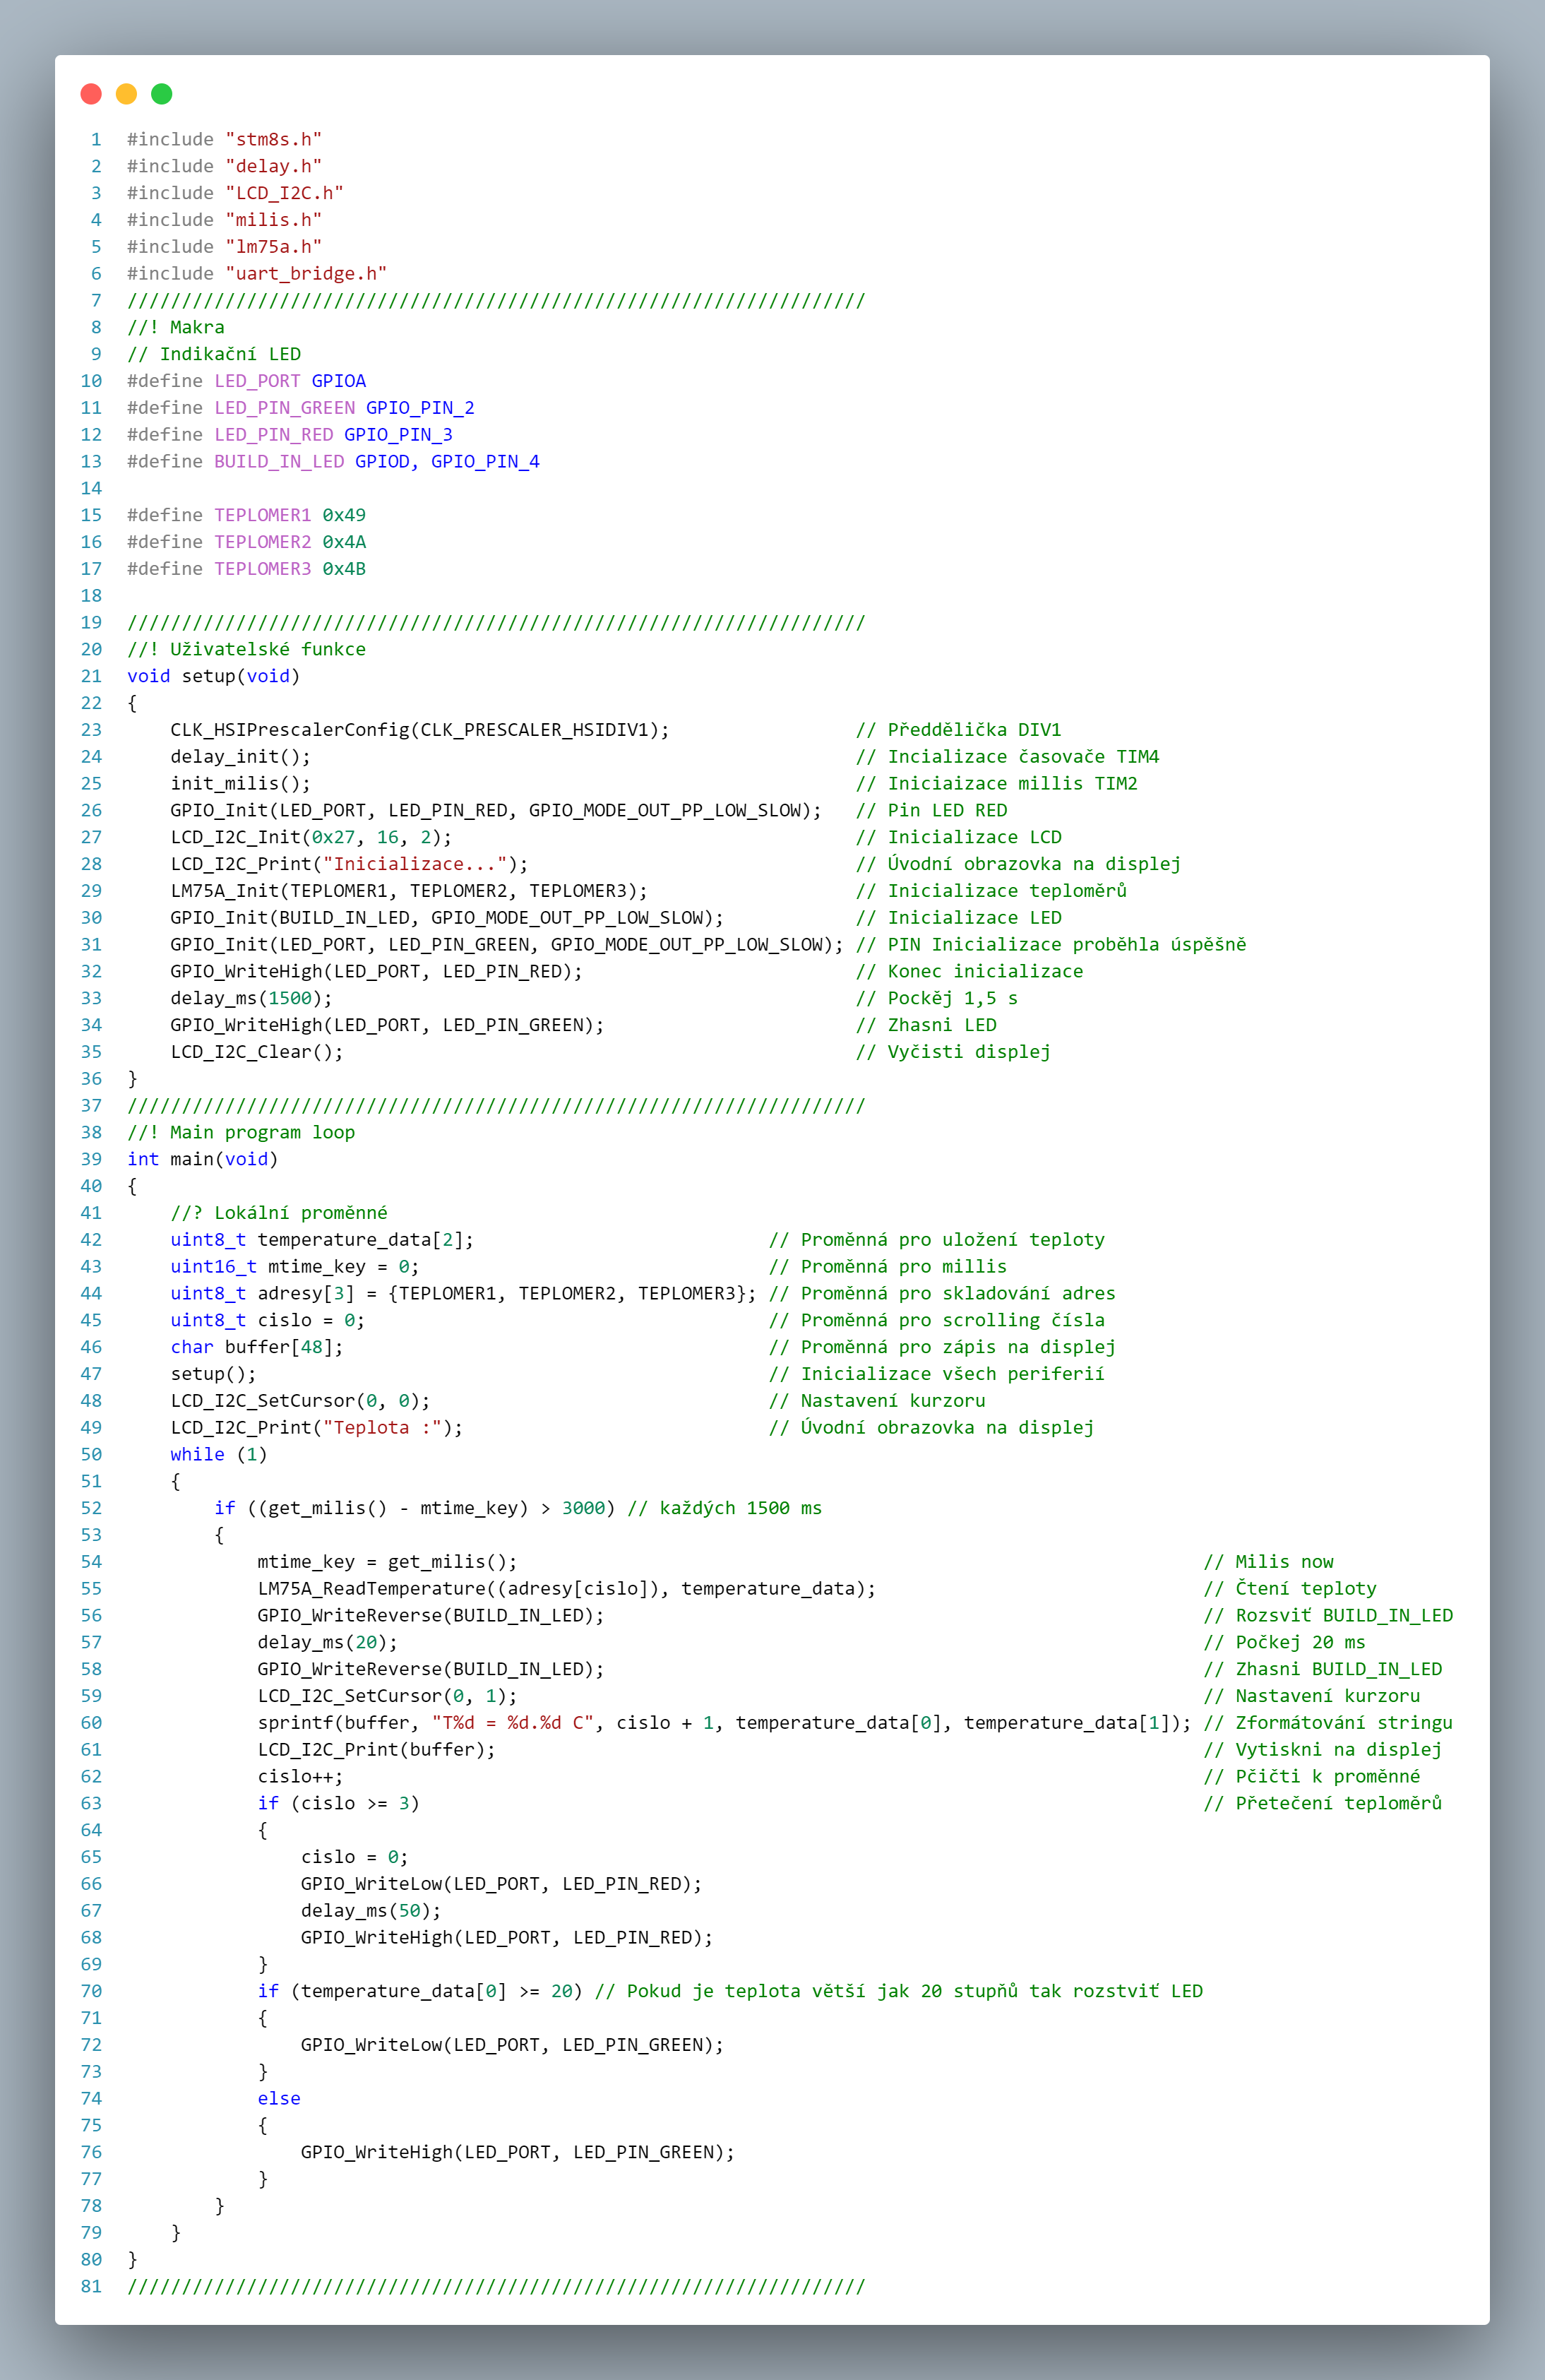 1 #include "stm8s.h"
2 #include "delay.h"
3 #include "LCD_I2C.h"
4 #include "milis.h"
5 #include "lm75a.h"
6 #include "uart_bridge.h"
7 ////////////////////////////////////////////////////////////////////
8 //! Makra
9 // Indikační LED
10 #define LED_PORT GPIOA
11 #define LED_PIN_GREEN GPIO_PIN_2
12 #define LED_PIN_RED GPIO_PIN_3
13 #define BUILD_IN_LED GPIOD, GPIO_PIN_4
14
15 #define TEPLOMER1 0x49
16 #define TEPLOMER2 0x4A
17 #define TEPLOMER3 0x4B
18
19 ////////////////////////////////////////////////////////////////////
20 //! Uživatelské funkce
21 void setup(void)
22 {
23     CLK_HSIPrescalerConfig(CLK_PRESCALER_HSIDIV1);                 // Předdělička DIV1
24     delay_init();                                                  // Incializace časovače TIM4
25     init_milis();                                                  // Iniciaizace millis TIM2
26     GPIO_Init(LED_PORT, LED_PIN_RED, GPIO_MODE_OUT_PP_LOW_SLOW);   // Pin LED RED
27     LCD_I2C_Init(0x27, 16, 2);                                     // Inicializace LCD
28     LCD_I2C_Print("Inicializace...");                              // Úvodní obrazovka na displej
29     LM75A_Init(TEPLOMER1, TEPLOMER2, TEPLOMER3);                   // Inicializace teploměrů
30     GPIO_Init(BUILD_IN_LED, GPIO_MODE_OUT_PP_LOW_SLOW);            // Inicializace LED
31     GPIO_Init(LED_PORT, LED_PIN_GREEN, GPIO_MODE_OUT_PP_LOW_SLOW); // PIN Inicializace proběhla úspěšně
32     GPIO_WriteHigh(LED_PORT, LED_PIN_RED);                         // Konec inicializace
33     delay_ms(1500);                                                // Pockěj 1,5 s
34     GPIO_WriteHigh(LED_PORT, LED_PIN_GREEN);                       // Zhasni LED
35     LCD_I2C_Clear();                                               // Vyčisti displej
36 }
37 ////////////////////////////////////////////////////////////////////
38 //! Main program loop
39 int main(void)
40 {
41     //? Lokální proměnné
42     uint8_t temperature_data[2];                           // Proměnná pro uložení teploty
43     uint16_t mtime_key = 0;                                // Proměnná pro millis
44     uint8_t adresy[3] = {TEPLOMER1, TEPLOMER2, TEPLOMER3}; // Proměnná pro skladování adres
45     uint8_t cislo = 0;                                     // Proměnná pro scrolling čísla
46     char buffer[48];                                       // Proměnná pro zápis na displej
47     setup();                                               // Inicializace všech periferií
48     LCD_I2C_SetCursor(0, 0);                               // Nastavení kurzoru
49     LCD_I2C_Print("Teplota :");                            // Úvodní obrazovka na displej
50     while (1)
51     {
52         if ((get_milis() - mtime_key) > 3000) // každých 1500 ms
53         {
54             mtime_key = get_milis();                                                               // Milis now
55             LM75A_ReadTemperature((adresy[cislo]), temperature_data);                              // Čtení teploty
56             GPIO_WriteReverse(BUILD_IN_LED);                                                       // Rozsviť BUILD_IN_LED
57             delay_ms(20);                                                                          // Počkej 20 ms
58             GPIO_WriteReverse(BUILD_IN_LED);                                                       // Zhasni BUILD_IN_LED
59             LCD_I2C_SetCursor(0, 1);                                                               // Nastavení kurzoru
60             sprintf(buffer, "T%d = %d.%d C", cislo + 1, temperature_data[0], temperature_data[1]); // Zformátování stringu
61             LCD_I2C_Print(buffer);                                                                 // Vytiskni na displej
62             cislo++;                                                                               // Pčičti k proměnné
63             if (cislo >= 3)                                                                        // Přetečení teploměrů
64             {
65                 cislo = 0;
66                 GPIO_WriteLow(LED_PORT, LED_PIN_RED);
67                 delay_ms(50);
68                 GPIO_WriteHigh(LED_PORT, LED_PIN_RED);
69             }
70             if (temperature_data[0] >= 20) // Pokud je teplota větší jak 20 stupňů tak rozstviť LED
71             {
72                 GPIO_WriteLow(LED_PORT, LED_PIN_GREEN);
73             }
74             else
75             {
76                 GPIO_WriteHigh(LED_PORT, LED_PIN_GREEN);
77             }
78         }
79     }
80 }
81 ////////////////////////////////////////////////////////////////////